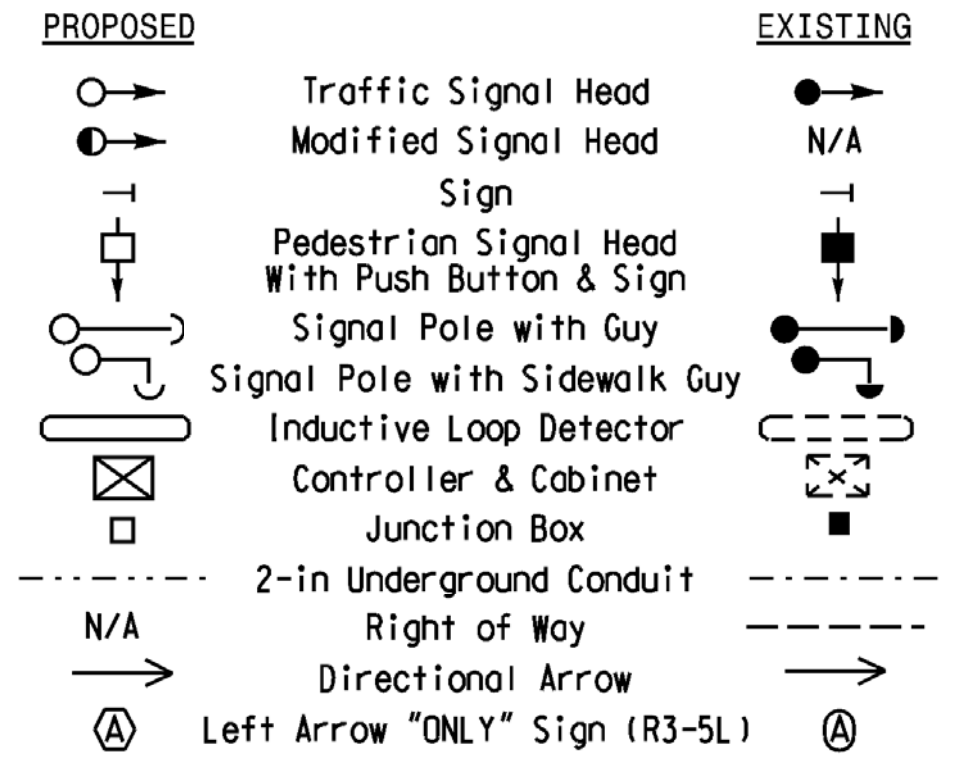 PROPOSED EXISTING
Traffic Signal Head
Modified Signal Head N/A
Sign
Pedestrian Signal Head
With Push Button & Sign
Signal Pole with Guy
Signal Pole with Sidewalk Guy
Inductive Loop Detector
Controller & Cabinet
Junction Box
2-in Underground Conduit
N/A Right of Way
Directional Arrow
A Left Arrow "ONLY" Sign (R3-5L) A